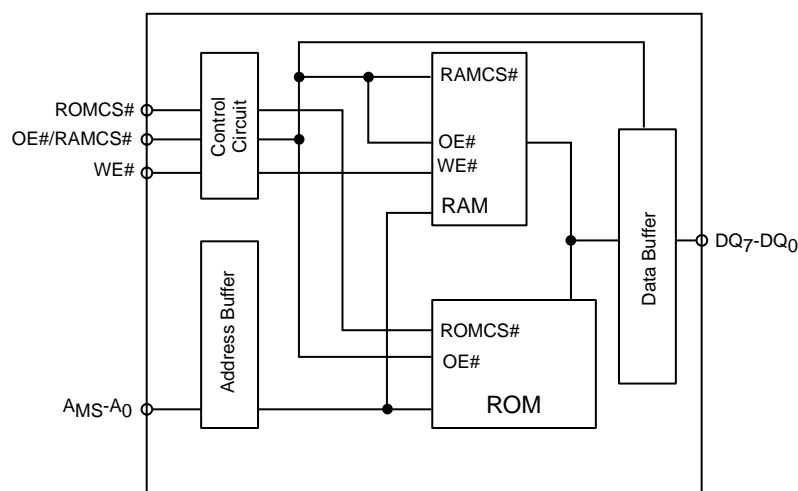 ROMCS#
OE#/RAMCS#
WE#
Control
Circuit
RAMCS#
OE#
WE#
RAM
Address Buffer
AMS-A0
ROMCS#
OE#
ROM
Data Buffer
DQ7-DQ0